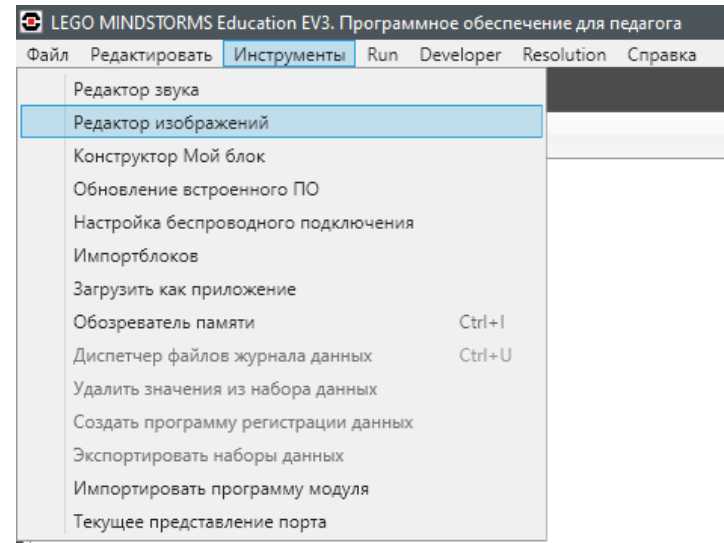 LEGO MINDSTORMS Education EV3. Программное обеспечение для педагога
Файл Редактировать Инструменты Run Developer Resolution Справка
Редактор звука
Редактор изображений
Конструктор Мой блок
Обновление встроенного ПО
Настройка беспроводного подключения
Импортблоков
Загрузить как приложение
Обозреватель памяти Ctrl+I
Диспетчер файлов журнала данных Ctrl+U
Удалить значения из набора данных
Создать программу регистрации данных
Экспортировать наборы данных
Импортировать программу модуля
Текущее представление порта